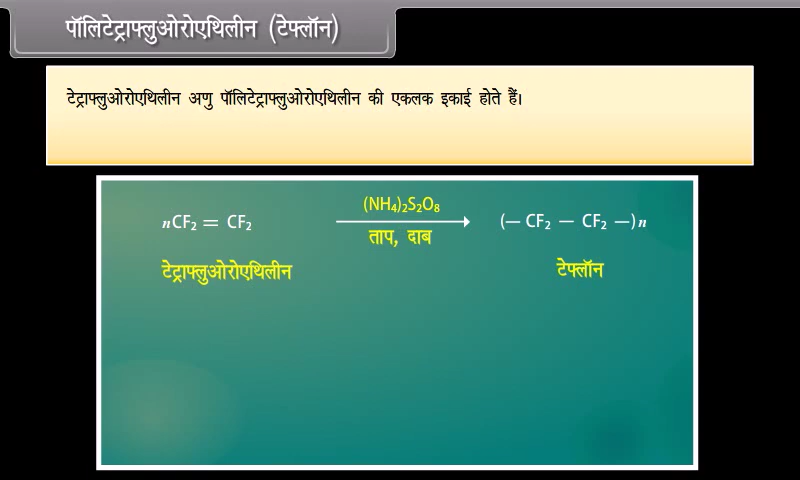 पॉलिटेट्राफ्लुओरोएथिलीन (टेफ्लॉन)
टेट्राफ्लुओरोएथिलीन अणु पॉलिटेट्राफ्लुओरोएथिलीन की एकलक इकाई होते हैं।
nCF₂ = CF₂ (NH₄)₂S₂O₈ (— CF₂ — CF₂ —)n
ताप, दाब
टेट्राफ्लुओरोएथिलीन टेफ्लॉन